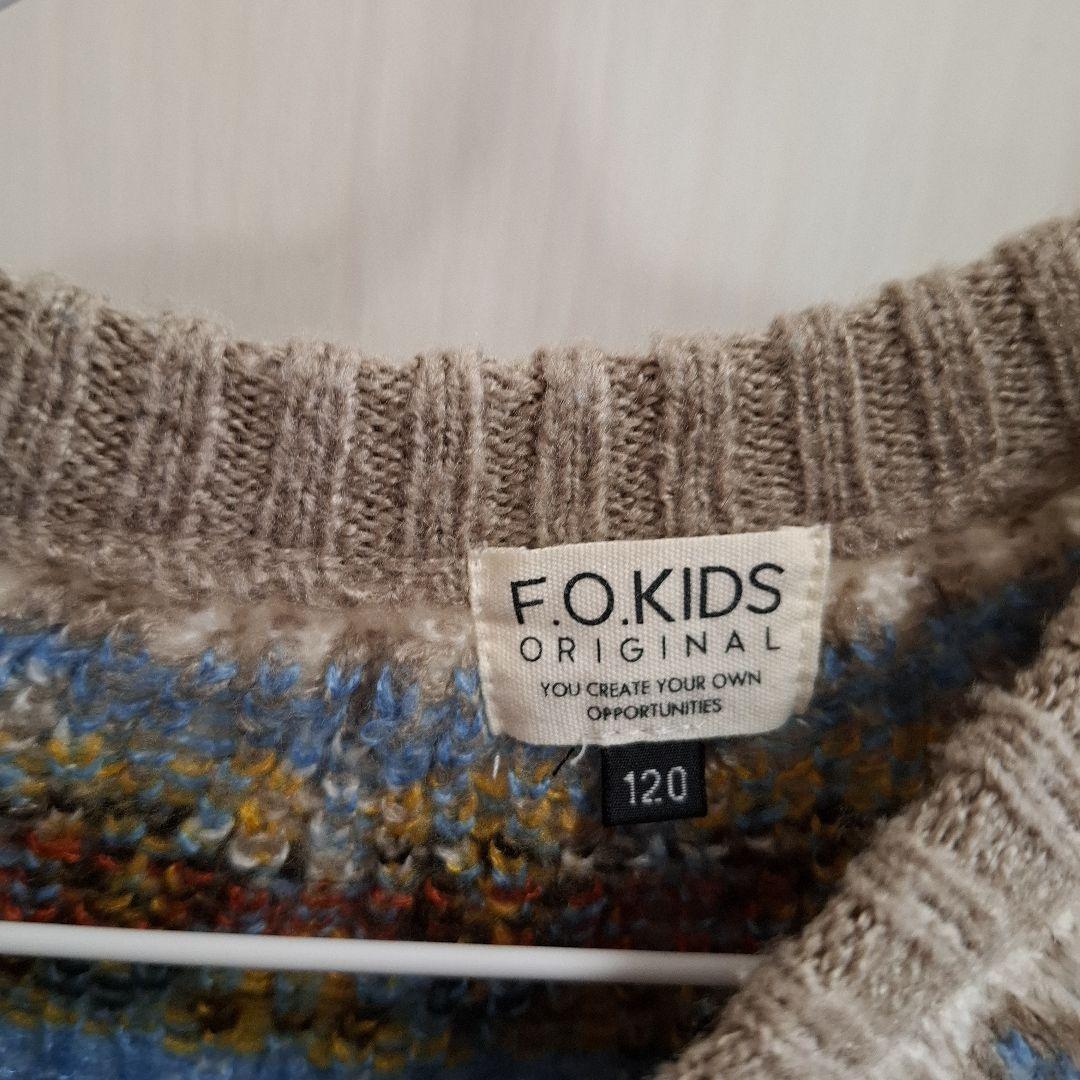 F.O.KIDS
ORIGINAL
YOU CREATE YOUR OWN
OPPORTUNITIES
120